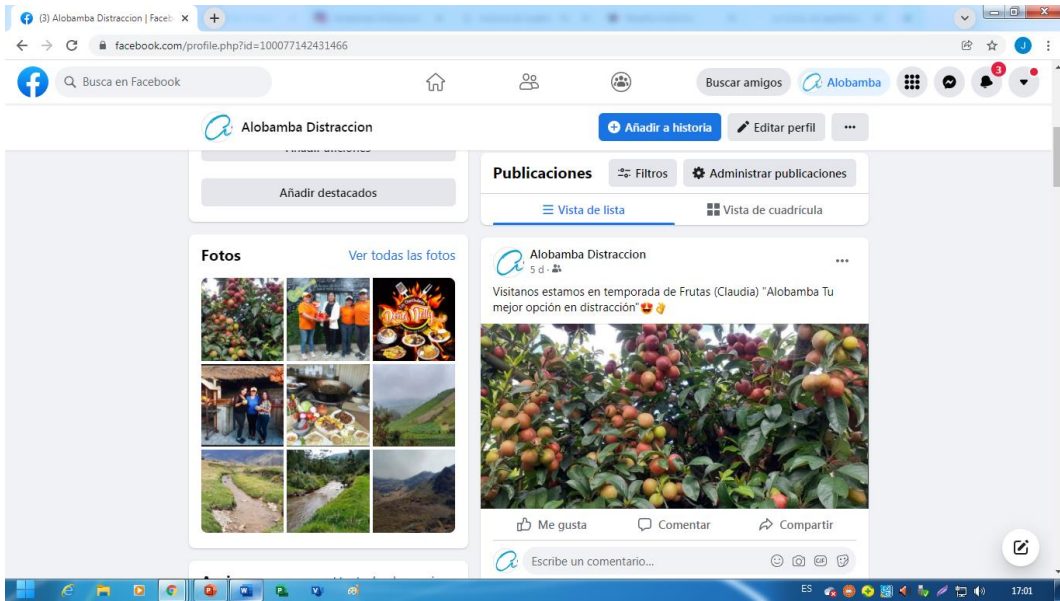 (3) Alobamba Distraccion | Faceb
facebook.com/profile.php?id=100077142431466
J
Busca en Facebook
Buscar amigos
Alobamba
3
Alobamba Distraccion
Añadir a historia
Editar perfil
Añadir aficiones
Añadir destacados
Publicaciones
Filtros
Administrar publicaciones
Vista de lista
Vista de cuadrícula
Fotos
Ver todas las fotos
Alobamba Distraccion
5 d ·
Visitanos estamos en temporada de Frutas (Claudia) "Alobamba Tu
mejor opción en distracción"
Me gusta
Comentar
Compartir
Escribe un comentario...
GIF
ES
17:01